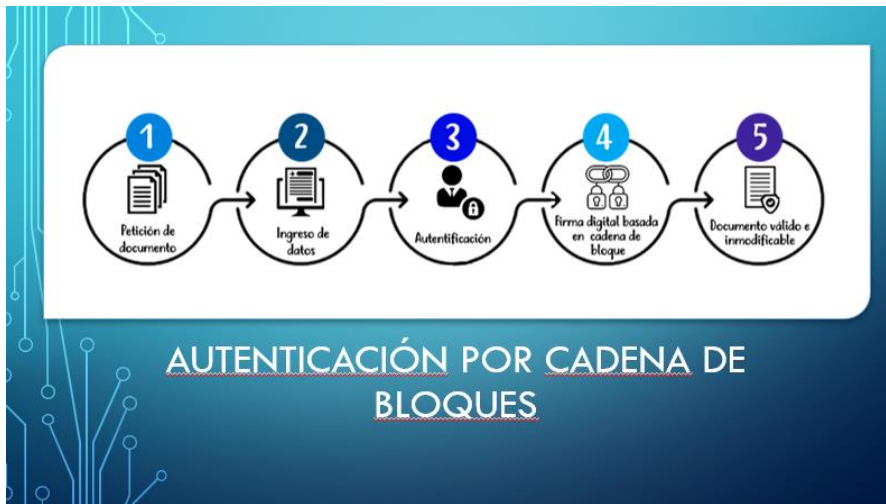 1
Petición de
documento
2
Ingreso de
datos
3
Autentificación
4
Firma digital basada
en cadena de
bloque
5
Documento válido e
inmodificable
AUTENTICACIÓN POR CADENA DE
BLOQUES